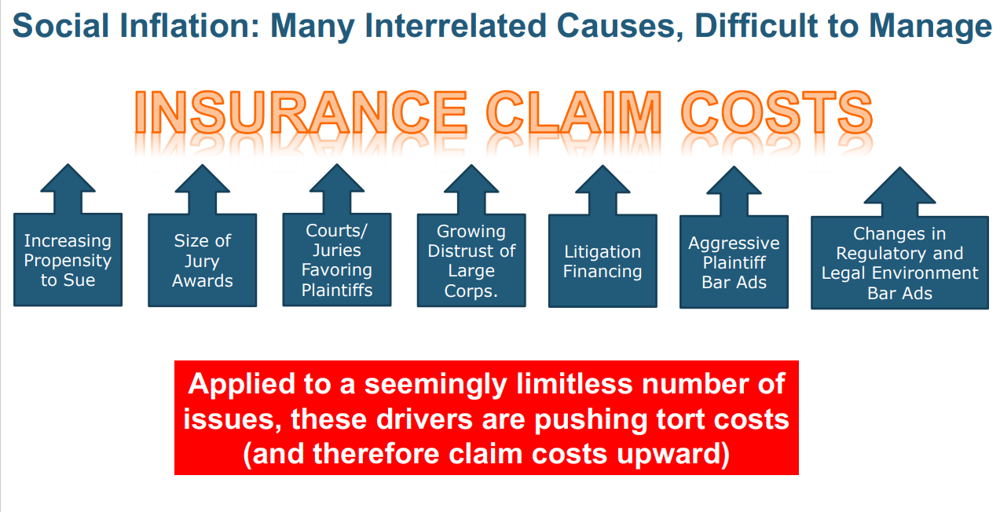 Social Inflation: Many Interrelated Causes, Difficult to Manage
INSURANCE CLAIM COSTS
Increasing
Propensity
to Sue
Size of
Jury
Awards
Courts/
Juries
Favoring
Plaintiffs
Growing
Distrust of
Large
Corps.
Litigation
Financing
Aggressive
Plaintiff
Bar Ads
Changes in
Regulatory and
Legal Environment
Bar Ads
Applied to a seemingly limitless number of
issues, these drivers are pushing tort costs
(and therefore claim costs upward)